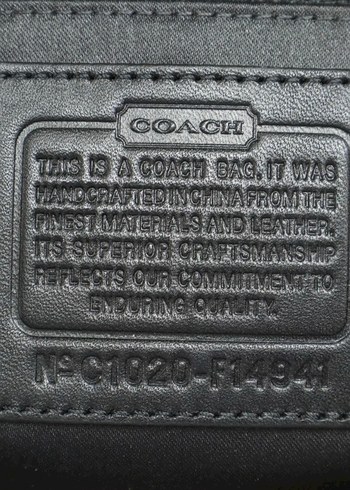 COACH
THIS IS A COACH BAG. IT WAS
HANDCRAFTED IN CHINA FROM THE
FINEST MATERIALS AND LEATHER.
ITS SUPERIOR CRAFTSMANSHIP
REFLECTS OUR COMMITMENT TO
ENDURING QUALITY.
No C1020-F14941